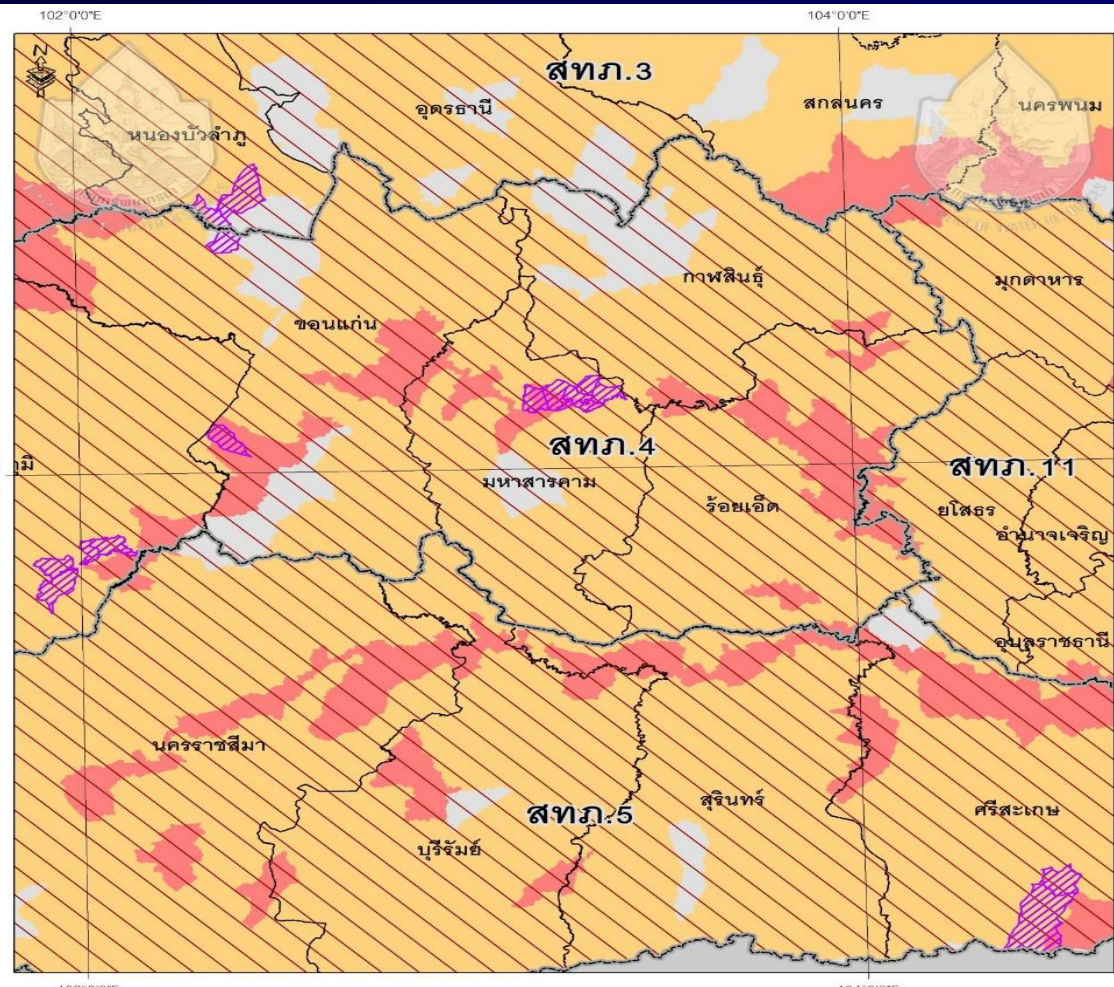 102°0'0"E
104°0'0"E
N
สทภ.3
อุดรธานี
สกลนคร
นครพนม
หนองบัวลำภู
กาฬสินธุ์
มุกดาหาร
ขอนแก่น
สทภ.4
สทภ.11
มหาสารคาม
ร้อยเอ็ด
ยโสธร
อำนาจเจริญ
อุบลราชธานี
นครราชสีมา
สทภ.5
สุรินทร์
ศรีสะเกษ
บุรีรัมย์